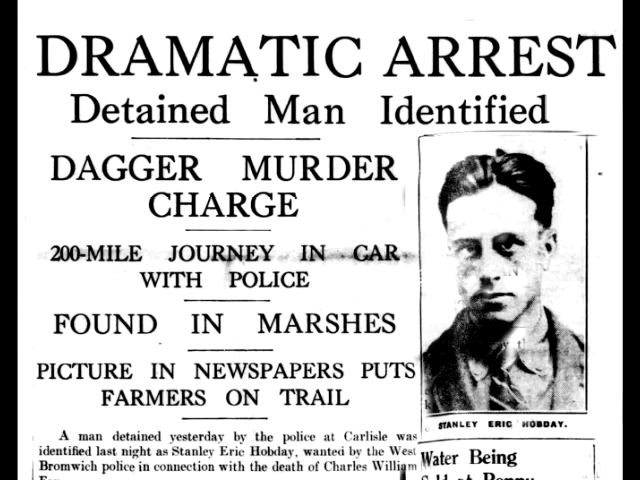 DRAMATIC ARREST
Detained Man Identified
DAGGER MURDER
CHARGE
200-MILE JOURNEY IN CAR
WITH POLICE
FOUND IN MARSHES
PICTURE IN NEWSPAPERS PUTS
FARMERS ON TRAIL
A man detained yesterday by the police at Carlisle was
identified last night as Stanley Eric Hobday, wanted by the West
Bromwich police in connection with the death of Charles William
STANLEY ERIC HOBDAY.
Water Being